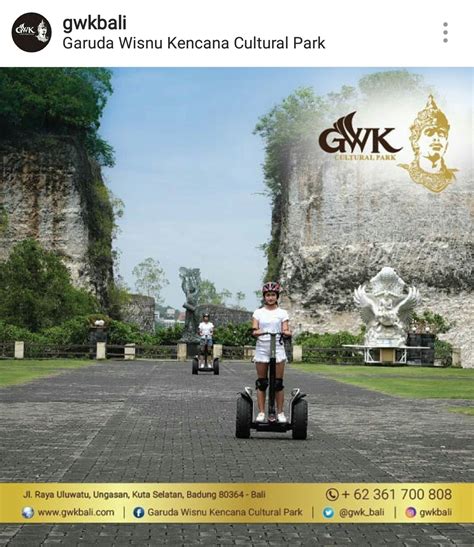 gwkbali
Garuda Wisnu Kencana Cultural Park
GWK
GWK
CULTURAL PARK
Jl. Raya Uluwatu, Ungasan, Kuta Selatan, Badung 80364 - Bali
+ 62 361 700 808
www.gwkbali.com | Garuda Wisnu Kencana Cultural Park | @gwk_bali | gwkbali